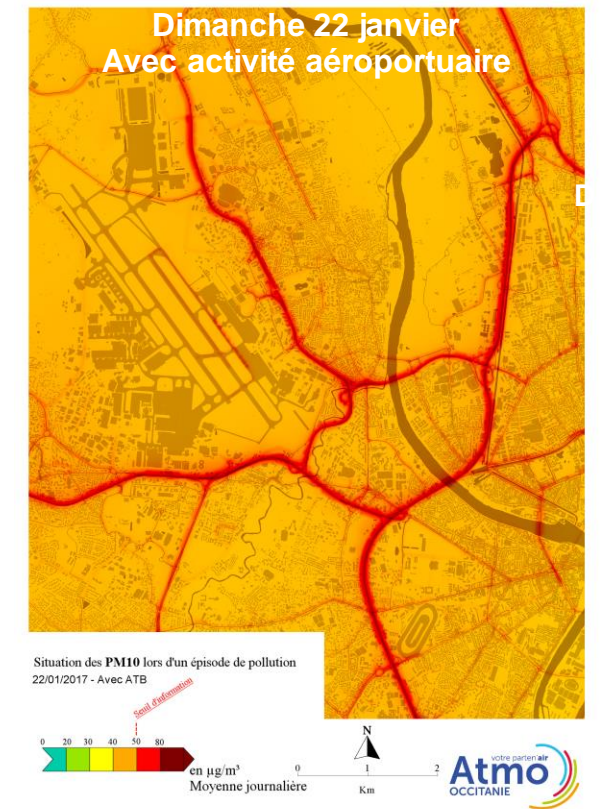 Dimanche 22 janvier
Avec activité aéroportuaire
D
Situation des PM10 lors d'un épisode de pollution
22/01/2017 - Avec ATB
Seuil d'information
0 20 30 40 50 80
en µg/m³
Moyenne journalière
N
0 1 2
Km
votre parten'air
Atmo
OCCITANIE